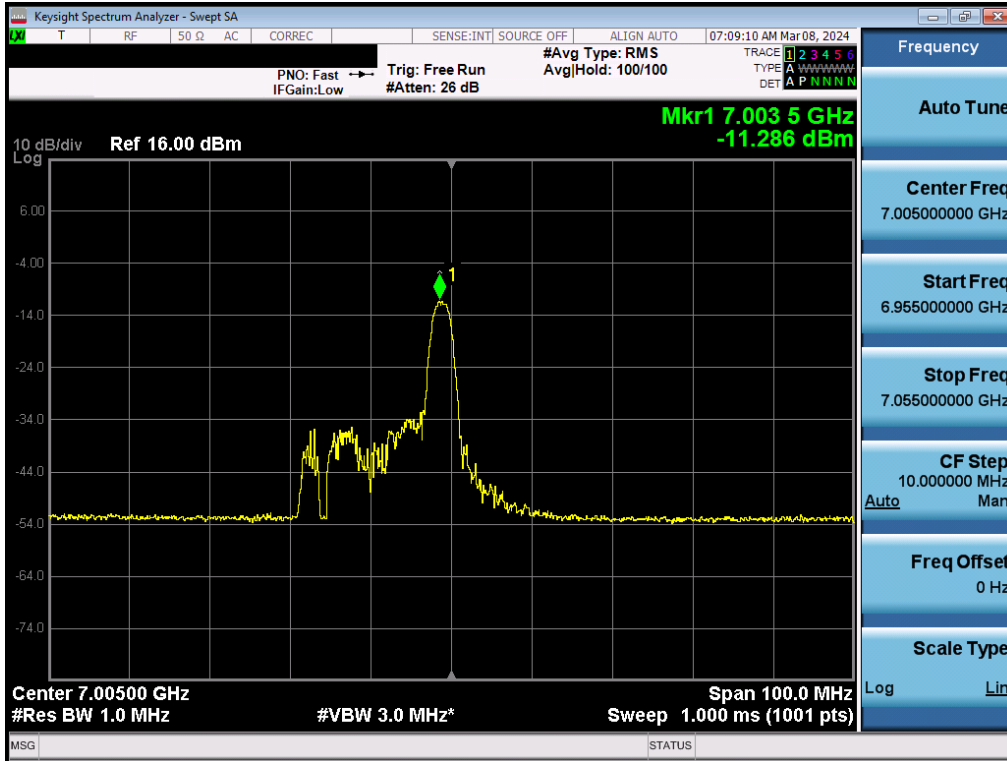 Keysight Spectrum Analyzer - Swept SA
LXI T RF 50 Ω AC CORREC SENSE:INT SOURCE OFF ALIGN AUTO 07:09:10 AM Mar 08, 2024
PNO: Fast
IFGain:Low
Trig: Free Run
#Atten: 26 dB
#Avg Type: RMS
Avg|Hold: 100/100
TRACE 1 2 3 4 5 6
TYPE A WWWWW
DET A P N N N N
Mkr1 7.003 5 GHz
-11.286 dBm
10 dB/div Ref 16.00 dBm
Log
6.00
-4.00
1
-14.0
-24.0
-34.0
-44.0
-54.0
-64.0
-74.0
Center 7.00500 GHz Span 100.0 MHz
#Res BW 1.0 MHz #VBW 3.0 MHz* Sweep 1.000 ms (1001 pts)
MSG STATUS
Frequency
Auto Tune
Center Freq
7.005000000 GHz
Start Freq
6.955000000 GHz
Stop Freq
7.055000000 GHz
CF Step
10.000000 MHz
Auto Man
Freq Offset
0 Hz
Scale Type
Log Lin